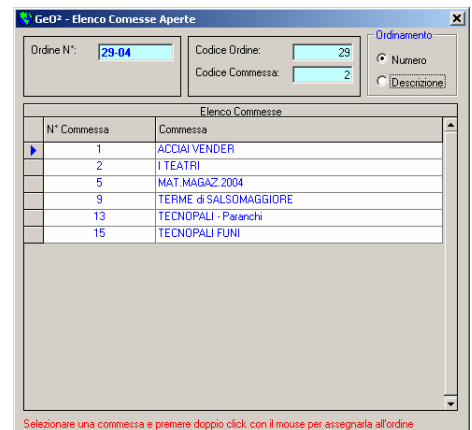 GeO² - Elenco Comesse Aperte
Ordine N°: 29-04
Codice Ordine: 29
Codice Commessa: 2
Ordinamento
Numero
Descrizione
Elenco Commesse
N° Commessa Commessa
1 ACCIAI VENDER
2 I TEATRI
5 MAT.MAGAZ.2004
9 TERME di SALSOMAGGIORE
13 TECNOPALI - Paranchi
15 TECNOPALI FUNI
Selezionare una commessa e premere doppio click con il mouse per assegnarla all'ordine